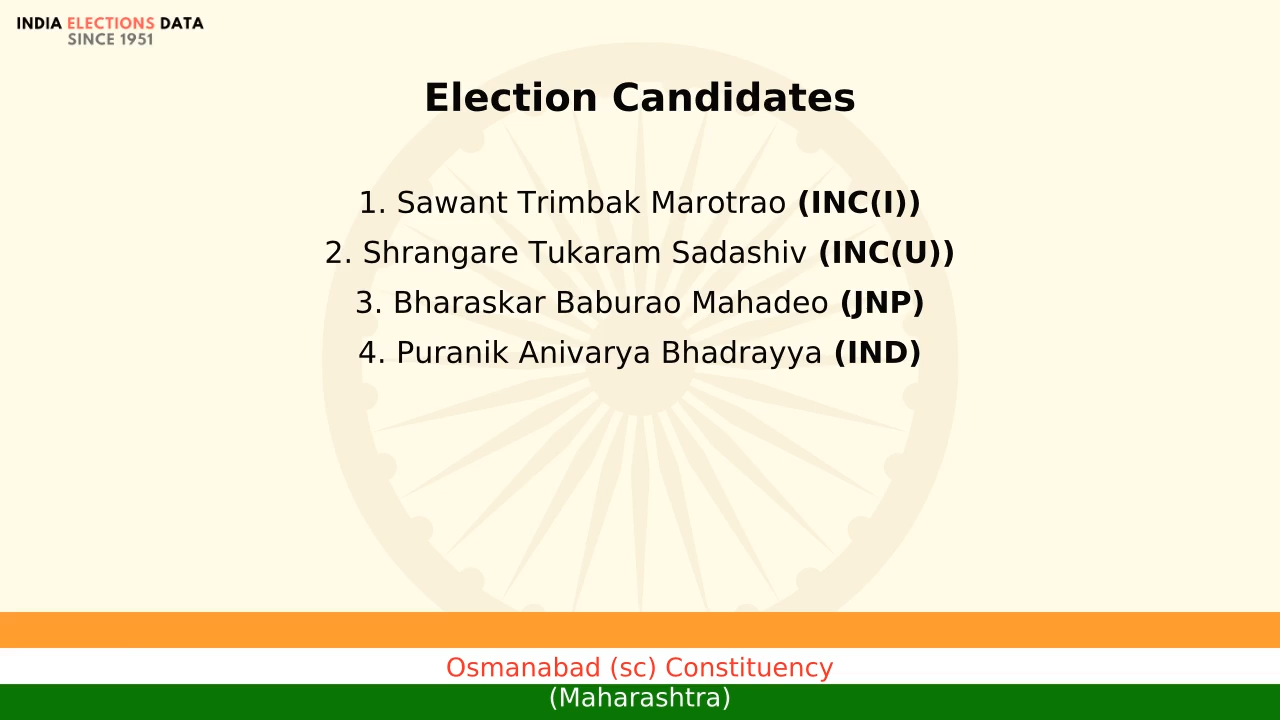 INDIA ELECTIONS DATA
SINCE 1951
Election Candidates
1. Sawant Trimbak Marotrao (INC(I))
2. Shrangare Tukaram Sadashiv (INC(U))
3. Bharaskar Baburao Mahadeo (JNP)
4. Puranik Anivarya Bhadrayya (IND)
Osmanabad (sc) Constituency
(Maharashtra)